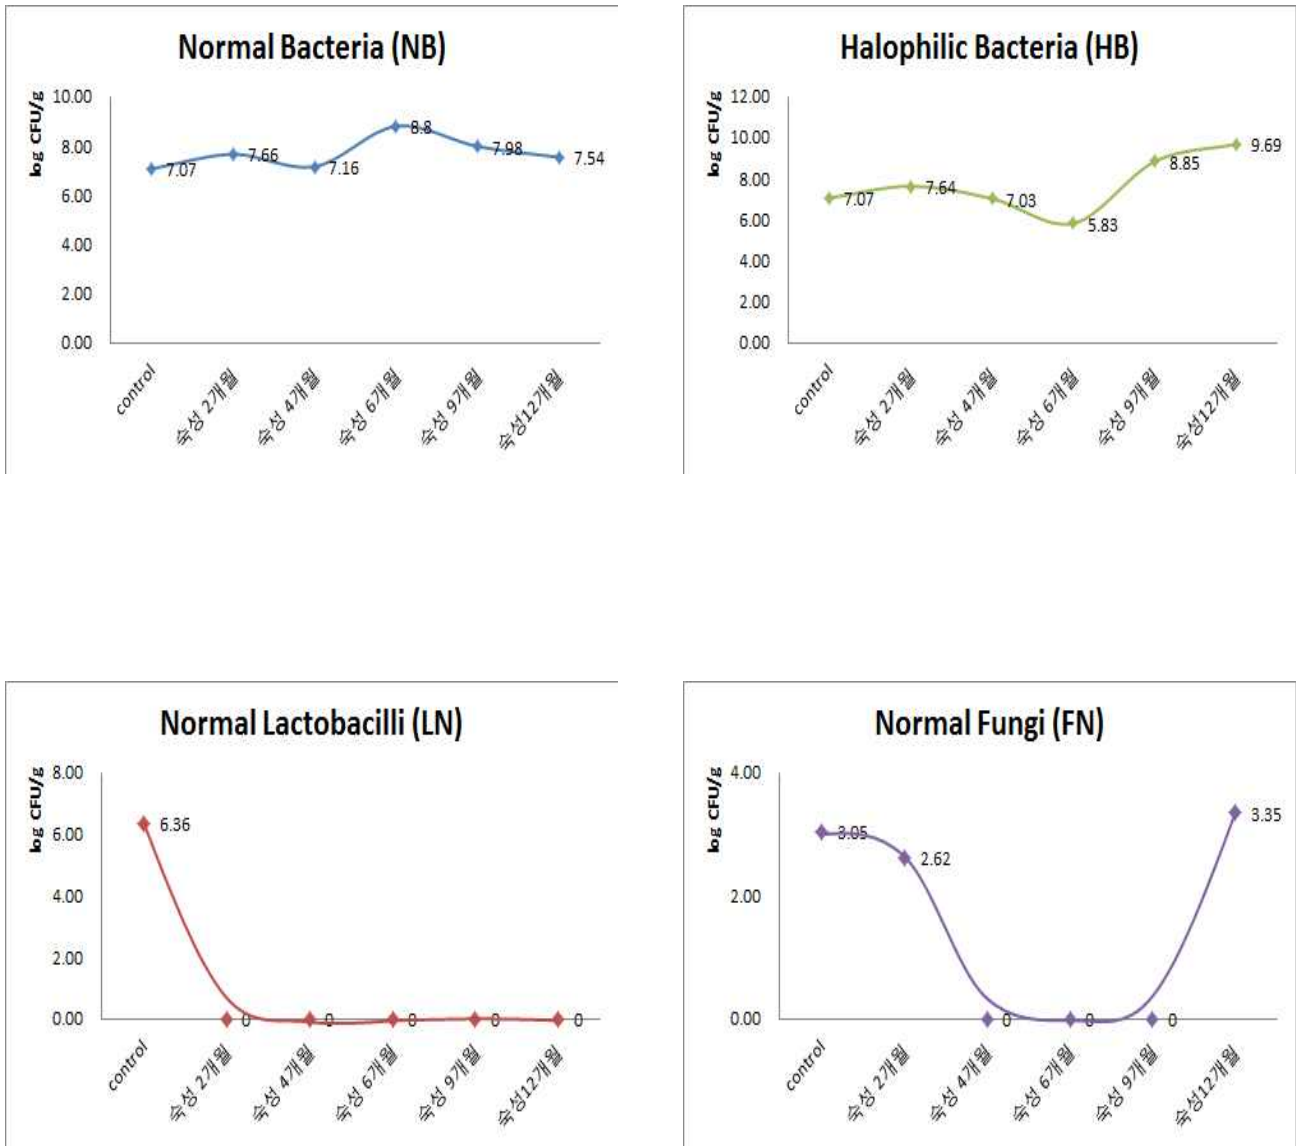 Normal Bacteria (NB)
log CFU/g
10.00
8.00
6.00
4.00
2.00
0.00
7.07
7.66
7.16
8.8
7.98
7.54
control
숙성 2개월
숙성 4개월
숙성 6개월
숙성 9개월
숙성12개월
Halophilic Bacteria (HB)
log CFU/g
12.00
10.00
8.00
6.00
4.00
2.00
0.00
7.07
7.64
7.03
5.83
8.85
9.69
control
숙성 2개월
숙성 4개월
숙성 6개월
숙성 9개월
숙성12개월
Normal Lactobacilli (LN)
log CFU/g
8.00
6.00
4.00
2.00
0.00
6.36
0
0
0
0
0
control
숙성 2개월
숙성 4개월
숙성 6개월
숙성 9개월
숙성12개월
Normal Fungi (FN)
log CFU/g
4.00
2.00
0.00
3.05
2.62
0
0
0
3.35
control
숙성 2개월
숙성 4개월
숙성 6개월
숙성 9개월
숙성12개월